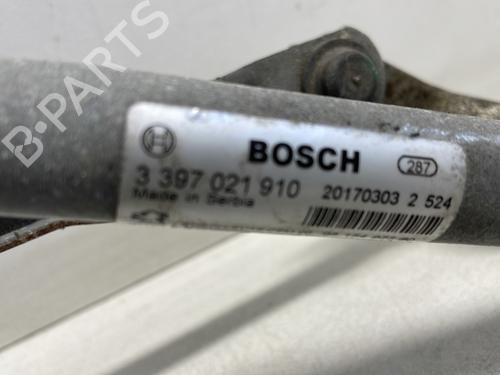 B-PARTS
BOSCH
287
3 397 021 910
20170303 2 524
Made in Serbia